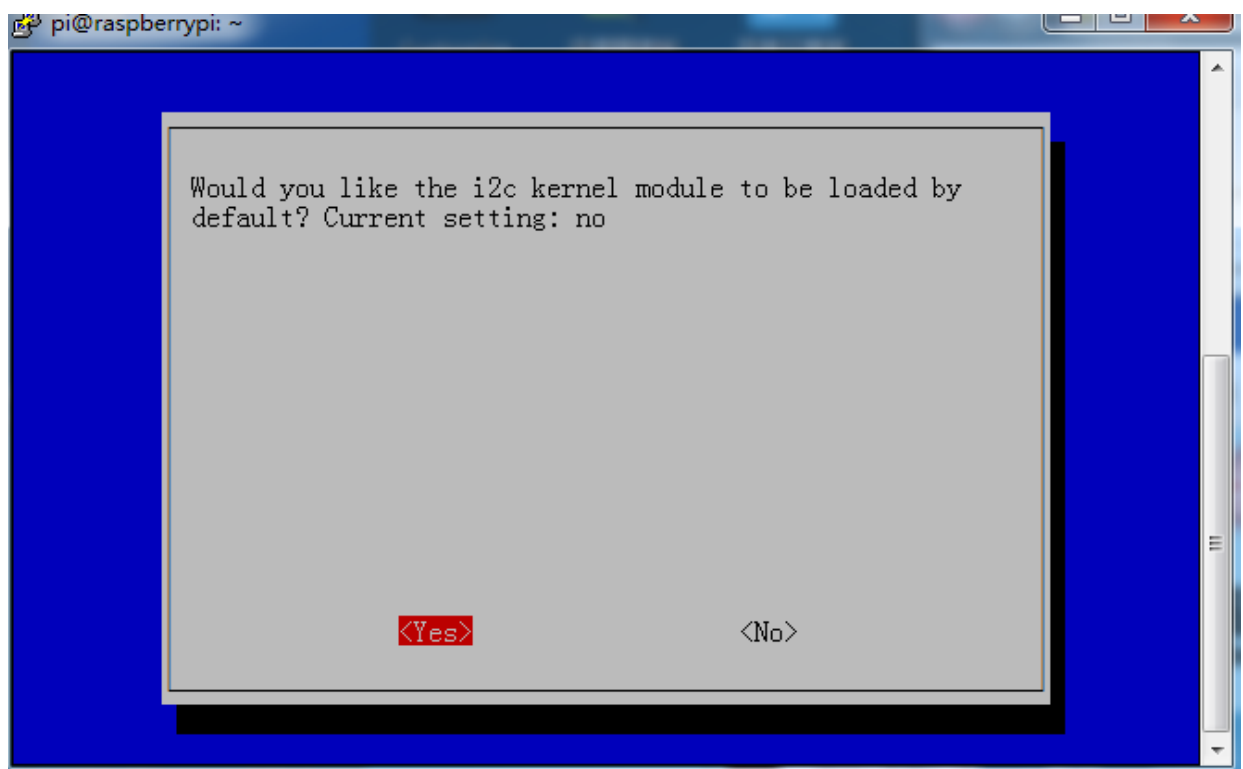 pi@raspberrypi: ~
Would you like the i2c kernel module to be loaded by
default? Current setting: no
<Yes> <No>